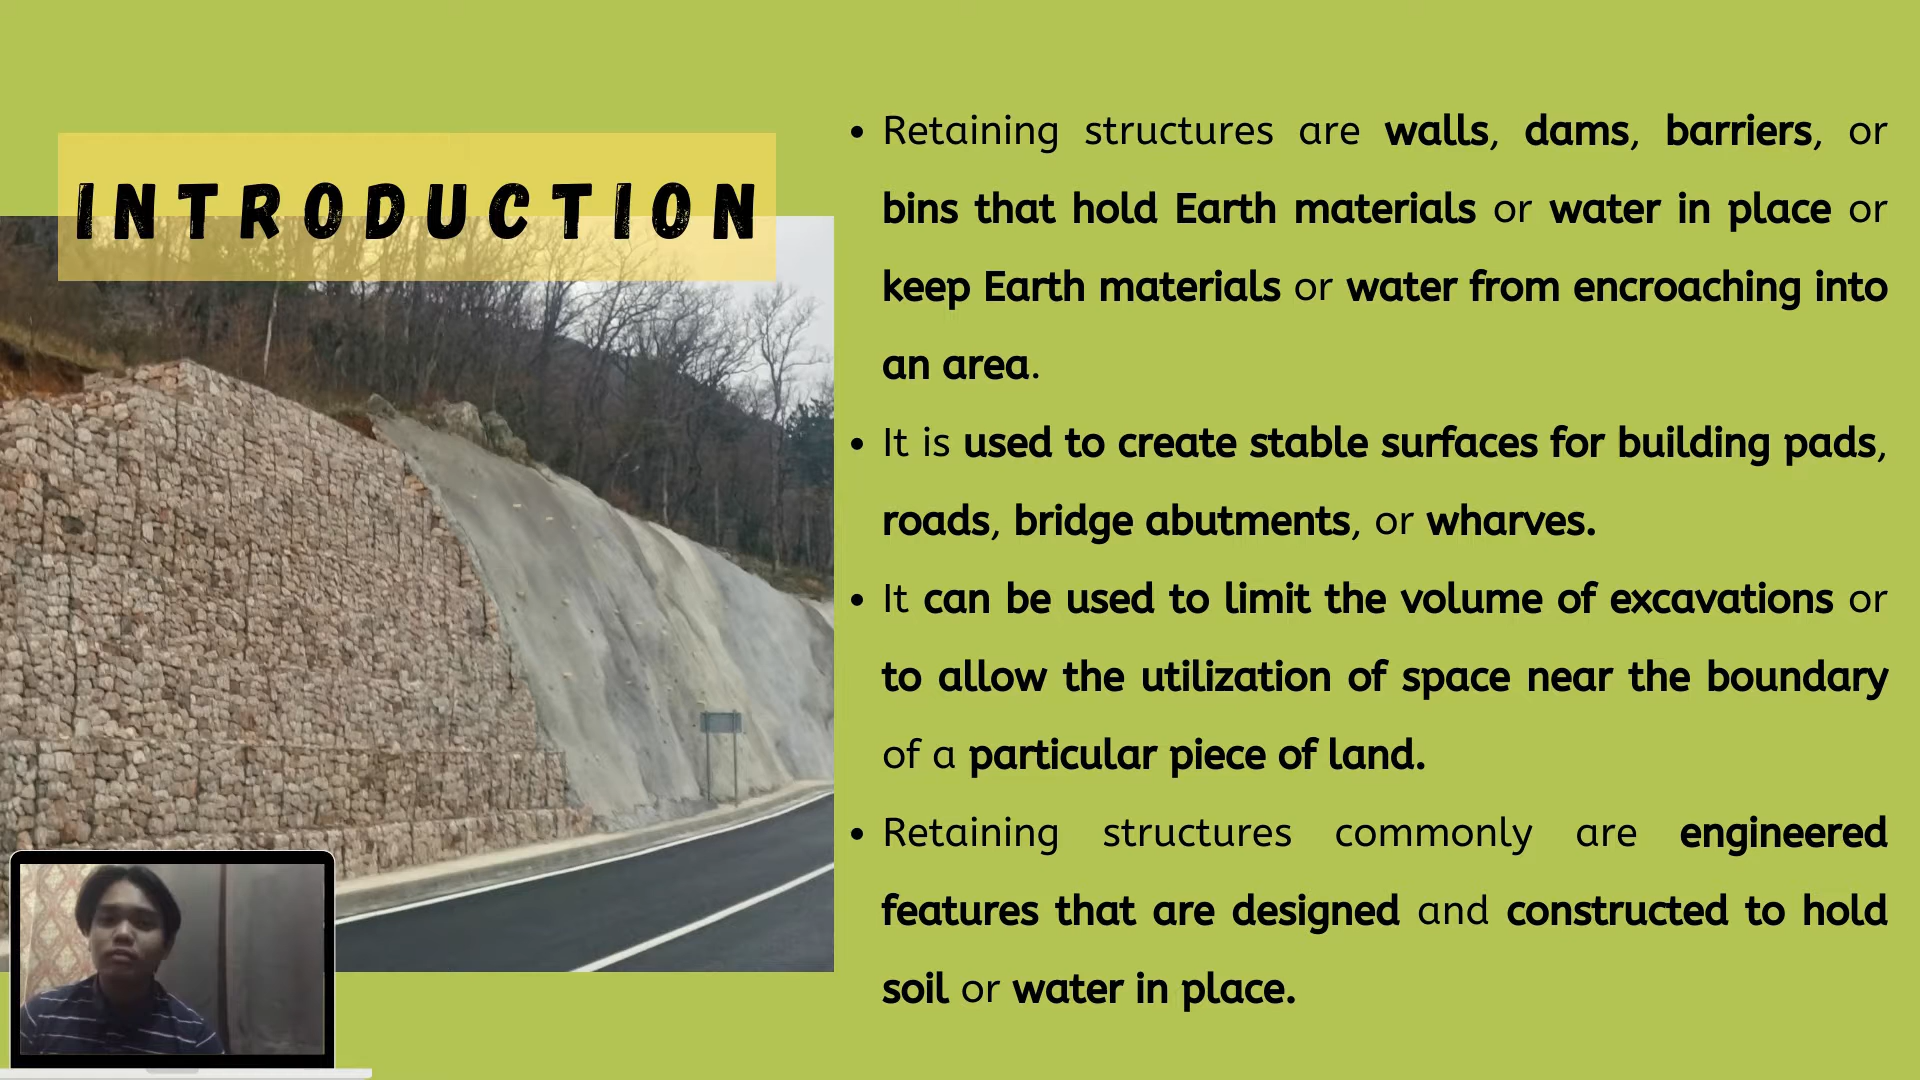 INTRODUCTION
• Retaining structures are walls, dams, barriers, or
bins that hold Earth materials or water in place or
keep Earth materials or water from encroaching into
an area.
• It is used to create stable surfaces for building pads,
roads, bridge abutments, or wharves.
• It can be used to limit the volume of excavations or
to allow the utilization of space near the boundary
of a particular piece of land.
• Retaining structures commonly are engineered
features that are designed and constructed to hold
soil or water in place.